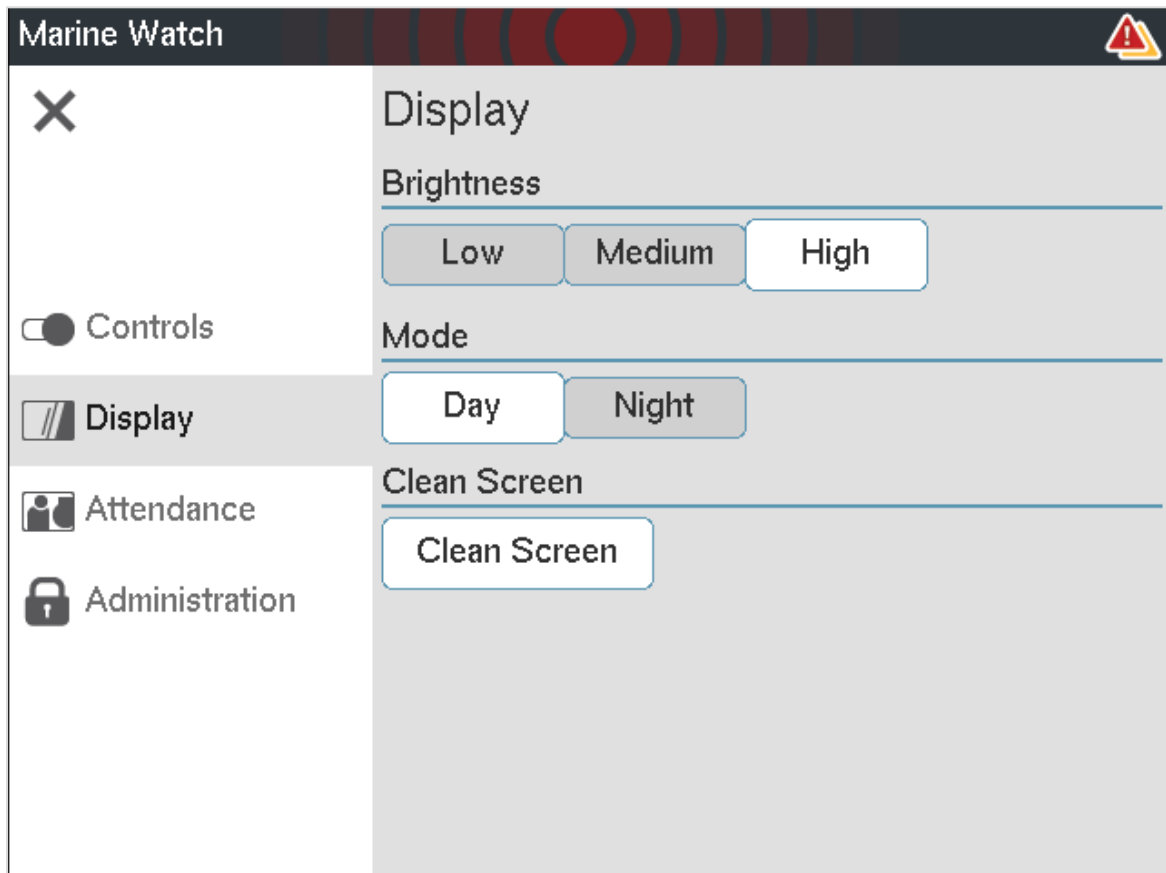 Marine Watch
Display
Brightness
Low Medium High
Controls
Mode
Day Night
Display
Clean Screen
Attendance
Clean Screen
Administration